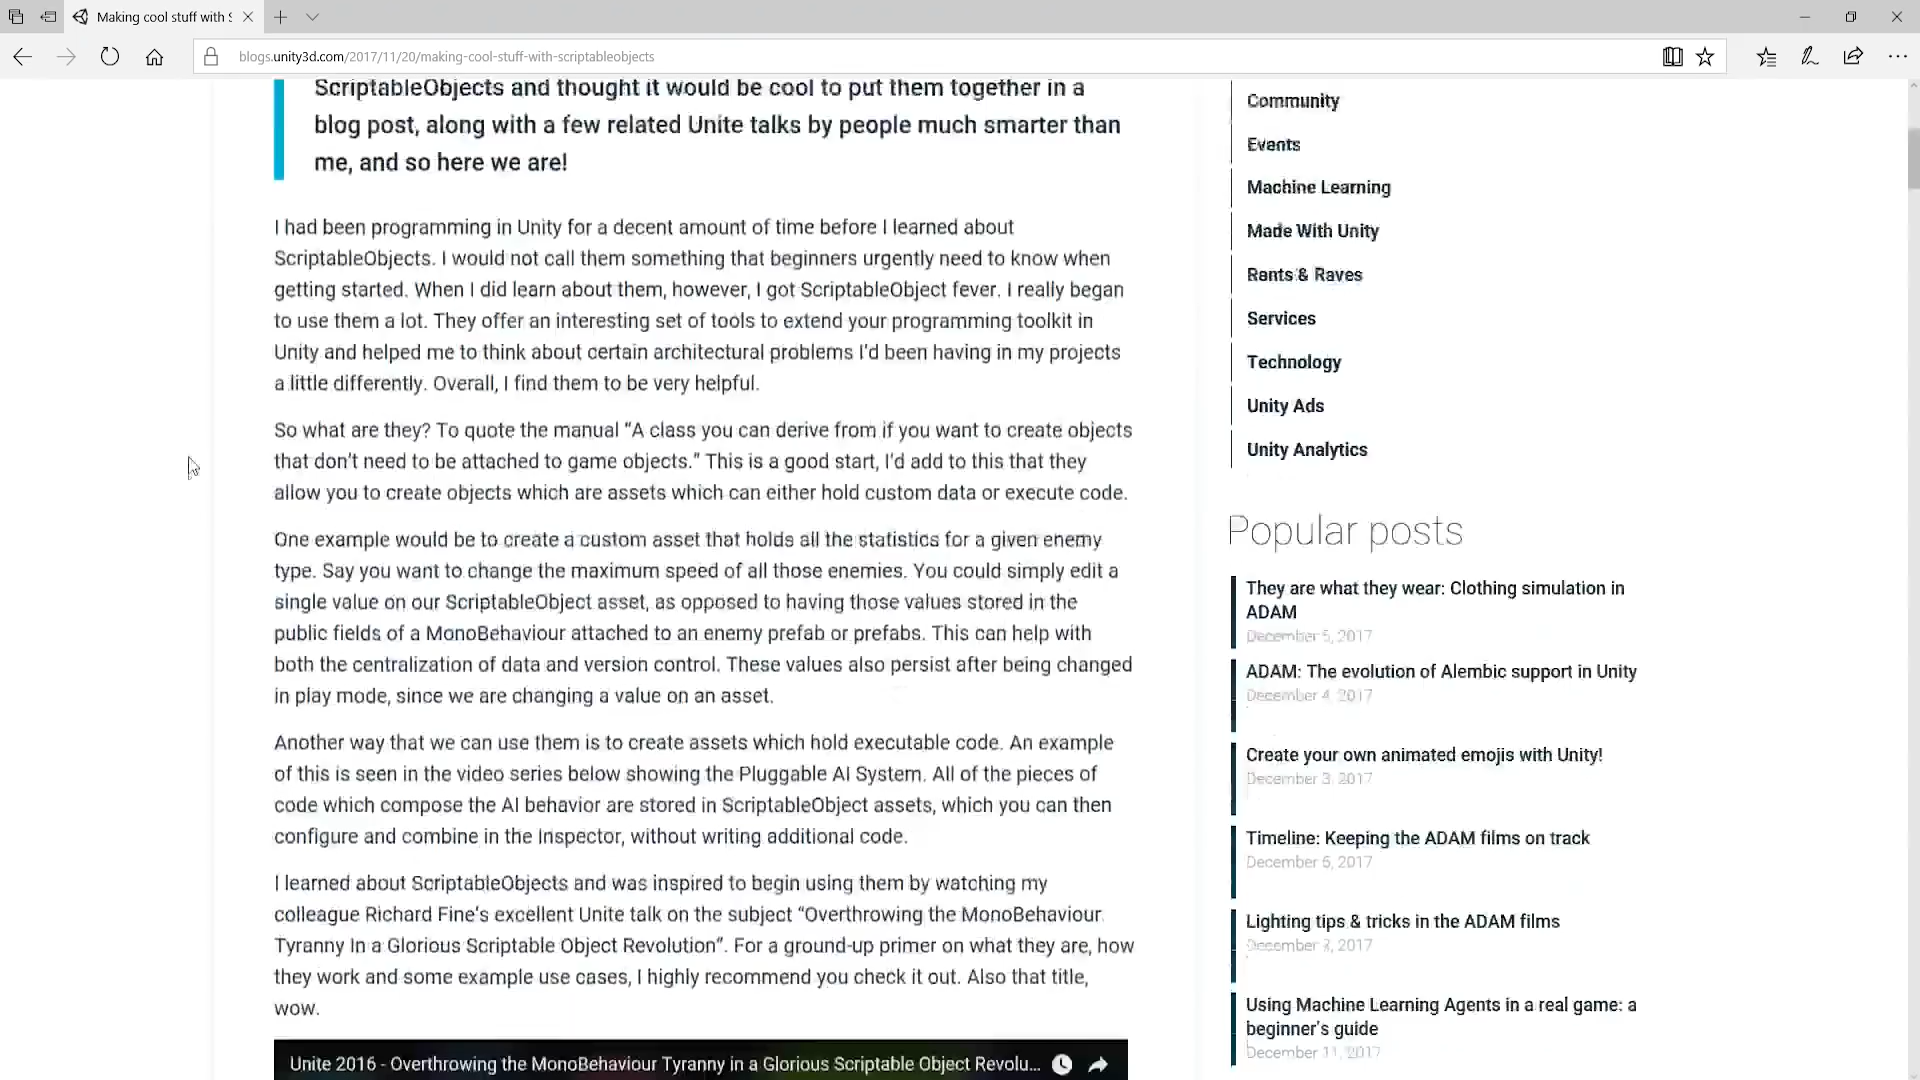 Making cool stuff with S
blogs.unity3d.com/2017/11/20/making-cool-stuff-with-scriptableobjects
ScriptableObjects and thought it would be cool to put them together in a
blog post, along with a few related Unite talks by people much smarter than
me, and so here we are!
I had been programming in Unity for a decent amount of time before I learned about
ScriptableObjects. I would not call them something that beginners urgently need to know when
getting started. When I did learn about them, however, I got ScriptableObject fever. I really began
to use them a lot. They offer an interesting set of tools to extend your programming toolkit in
Unity and helped me to think about certain architectural problems I'd been having in my projects
a little differently. Overall, I find them to be very helpful.
So what are they? To quote the manual “A class you can derive from if you want to create objects
that don't need to be attached to game objects.” This is a good start, I'd add to this that they
allow you to create objects which are assets which can either hold custom data or execute code.
One example would be to create a custom asset that holds all the statistics for a given enemy
type. Say you want to change the maximum speed of all those enemies. You could simply edit a
single value on our ScriptableObject asset, as opposed to having those values stored in the
public fields of a MonoBehaviour attached to an enemy prefab or prefabs. This can help with
both the centralization of data and version control. These values also persist after being changed
in play mode, since we are changing a value on an asset.
Another way that we can use them is to create assets which hold executable code. An example
of this is seen in the video series below showing the Pluggable AI System. All of the pieces of
code which compose the AI behavior are stored in ScriptableObject assets, which you can then
configure and combine in the Inspector, without writing additional code.
I learned about ScriptableObjects and was inspired to begin using them by watching my
colleague Richard Fine's excellent Unite talk on the subject “Overthrowing the MonoBehaviour
Tyranny In a Glorious Scriptable Object Revolution”. For a ground-up primer on what they are, how
they work and some example use cases, I highly recommend you check it out. Also that title,
wow.
Unite 2016 - Overthrowing the MonoBehaviour Tyranny in a Glorious Scriptable Object Revolu...
Community
Events
Machine Learning
Made With Unity
Rants & Raves
Services
Technology
Unity Ads
Unity Analytics
Popular posts
They are what they wear: Clothing simulation in
ADAM
December 5, 2017
ADAM: The evolution of Alembic support in Unity
December 4, 2017
Create your own animated emojis with Unity!
December 3, 2017
Timeline: Keeping the ADAM films on track
December 6, 2017
Lighting tips & tricks in the ADAM films
December 7, 2017
Using Machine Learning Agents in a real game: a
beginner's guide
December 11, 2017